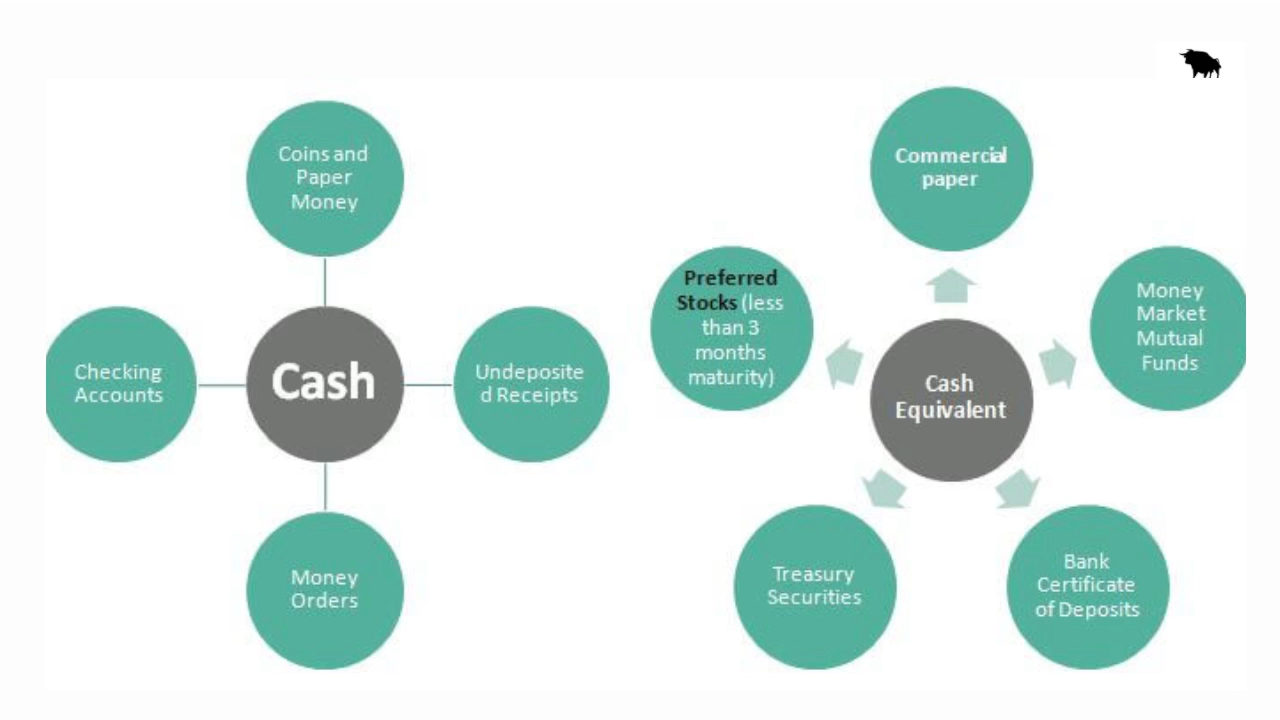 Coins and
Paper
Money
Checking
Accounts
Cash
Undeposite
d Receipts
Money
Orders
Commercial
paper
Preferred
Stocks (less
than 3
months
maturity)
Money
Market
Mutual
Funds
Cash
Equivalent
Treasury
Securities
Bank
Certificate
of Deposits